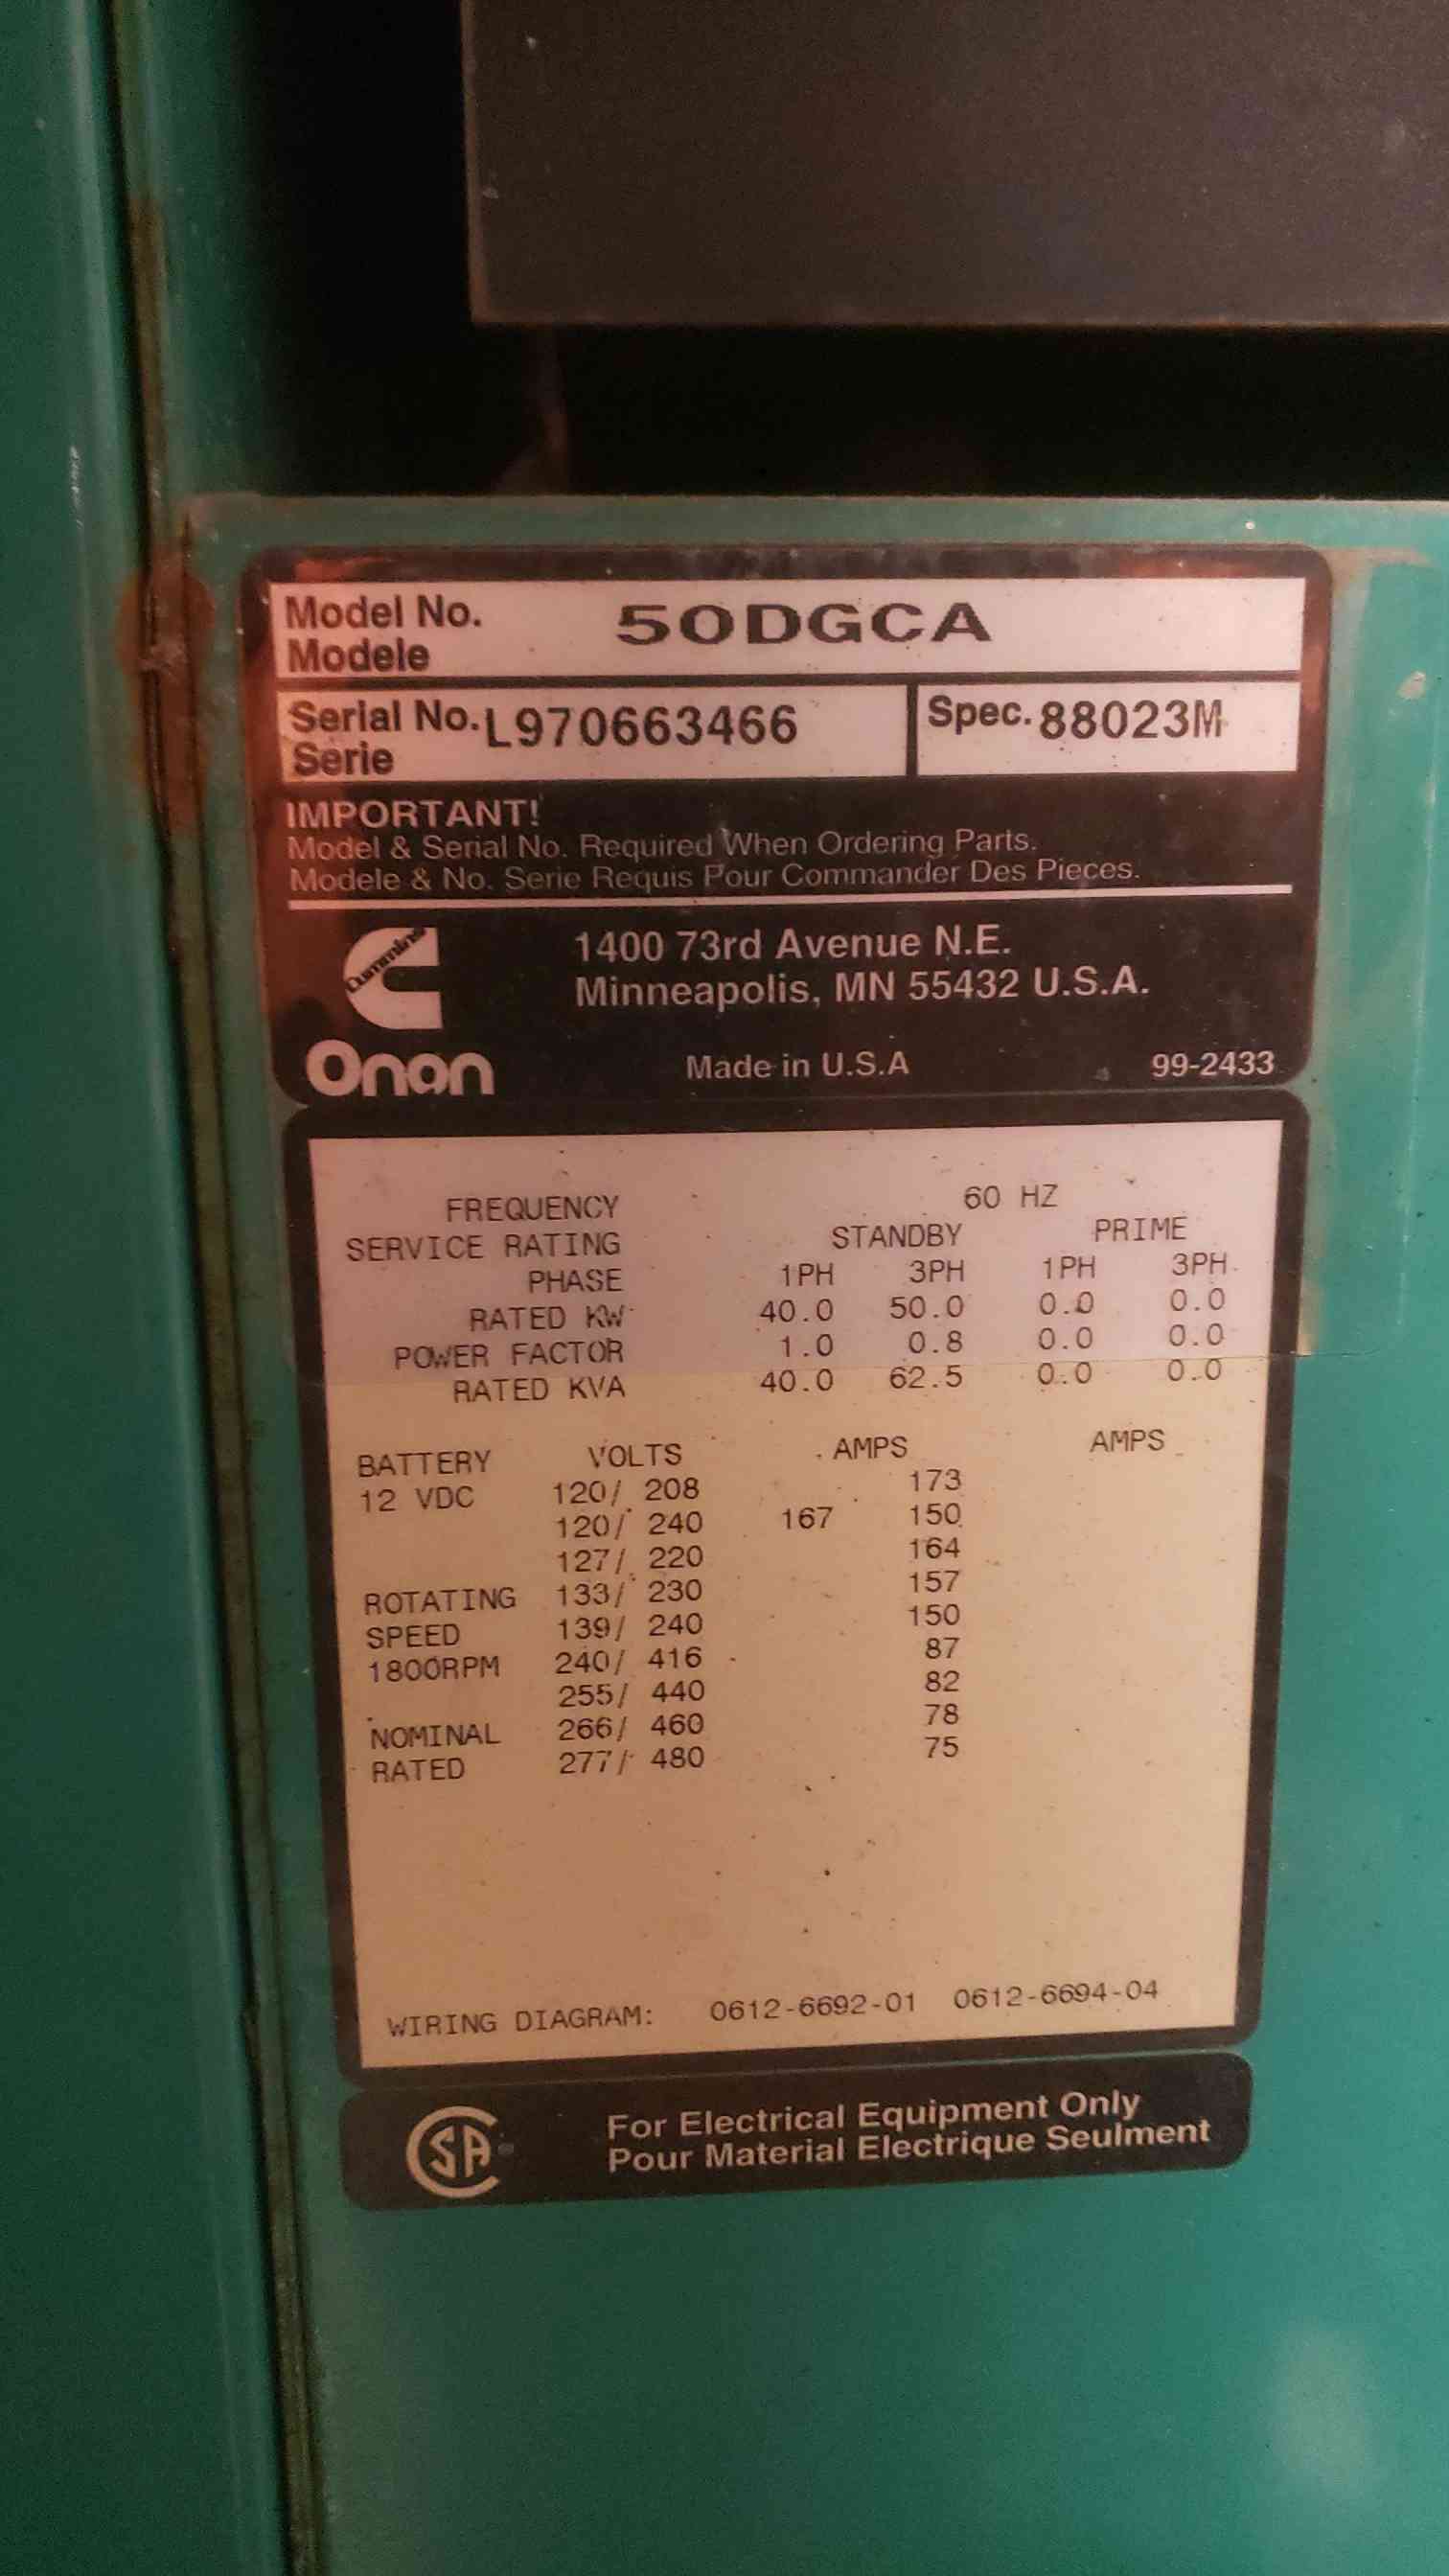 Model No. 50DGCA
Modele
Serial No. L970663466 Spec. 88023M
Serie
IMPORTANT!
Model & Serial No. Required When Ordering Parts.
Modele & No. Serie Requis Pour Commander Des Pieces.
Cummins
Onan
1400 73rd Avenue N.E.
Minneapolis, MN 55432 U.S.A.
Made in U.S.A 99-2433
FREQUENCY 60 HZ
SERVICE RATING STANDBY PRIME
PHASE 1PH 3PH 1PH 3PH
RATED KW 40.0 50.0 0.0 0.0
POWER FACTOR 1.0 0.8 0.0 0.0
RATED KVA 40.0 62.5 0.0 0.0
BATTERY VOLTS AMPS AMPS
12 VDC 120/ 208 173
120/ 240 167 150
127/ 220 164
ROTATING 133/ 230 157
SPEED 139/ 240 150
1800RPM 240/ 416 87
255/ 440 82
NOMINAL 266/ 460 78
RATED 277/ 480 75
WIRING DIAGRAM: 0612-6692-01 0612-6694-04
SA
For Electrical Equipment Only
Pour Material Electrique Seulment